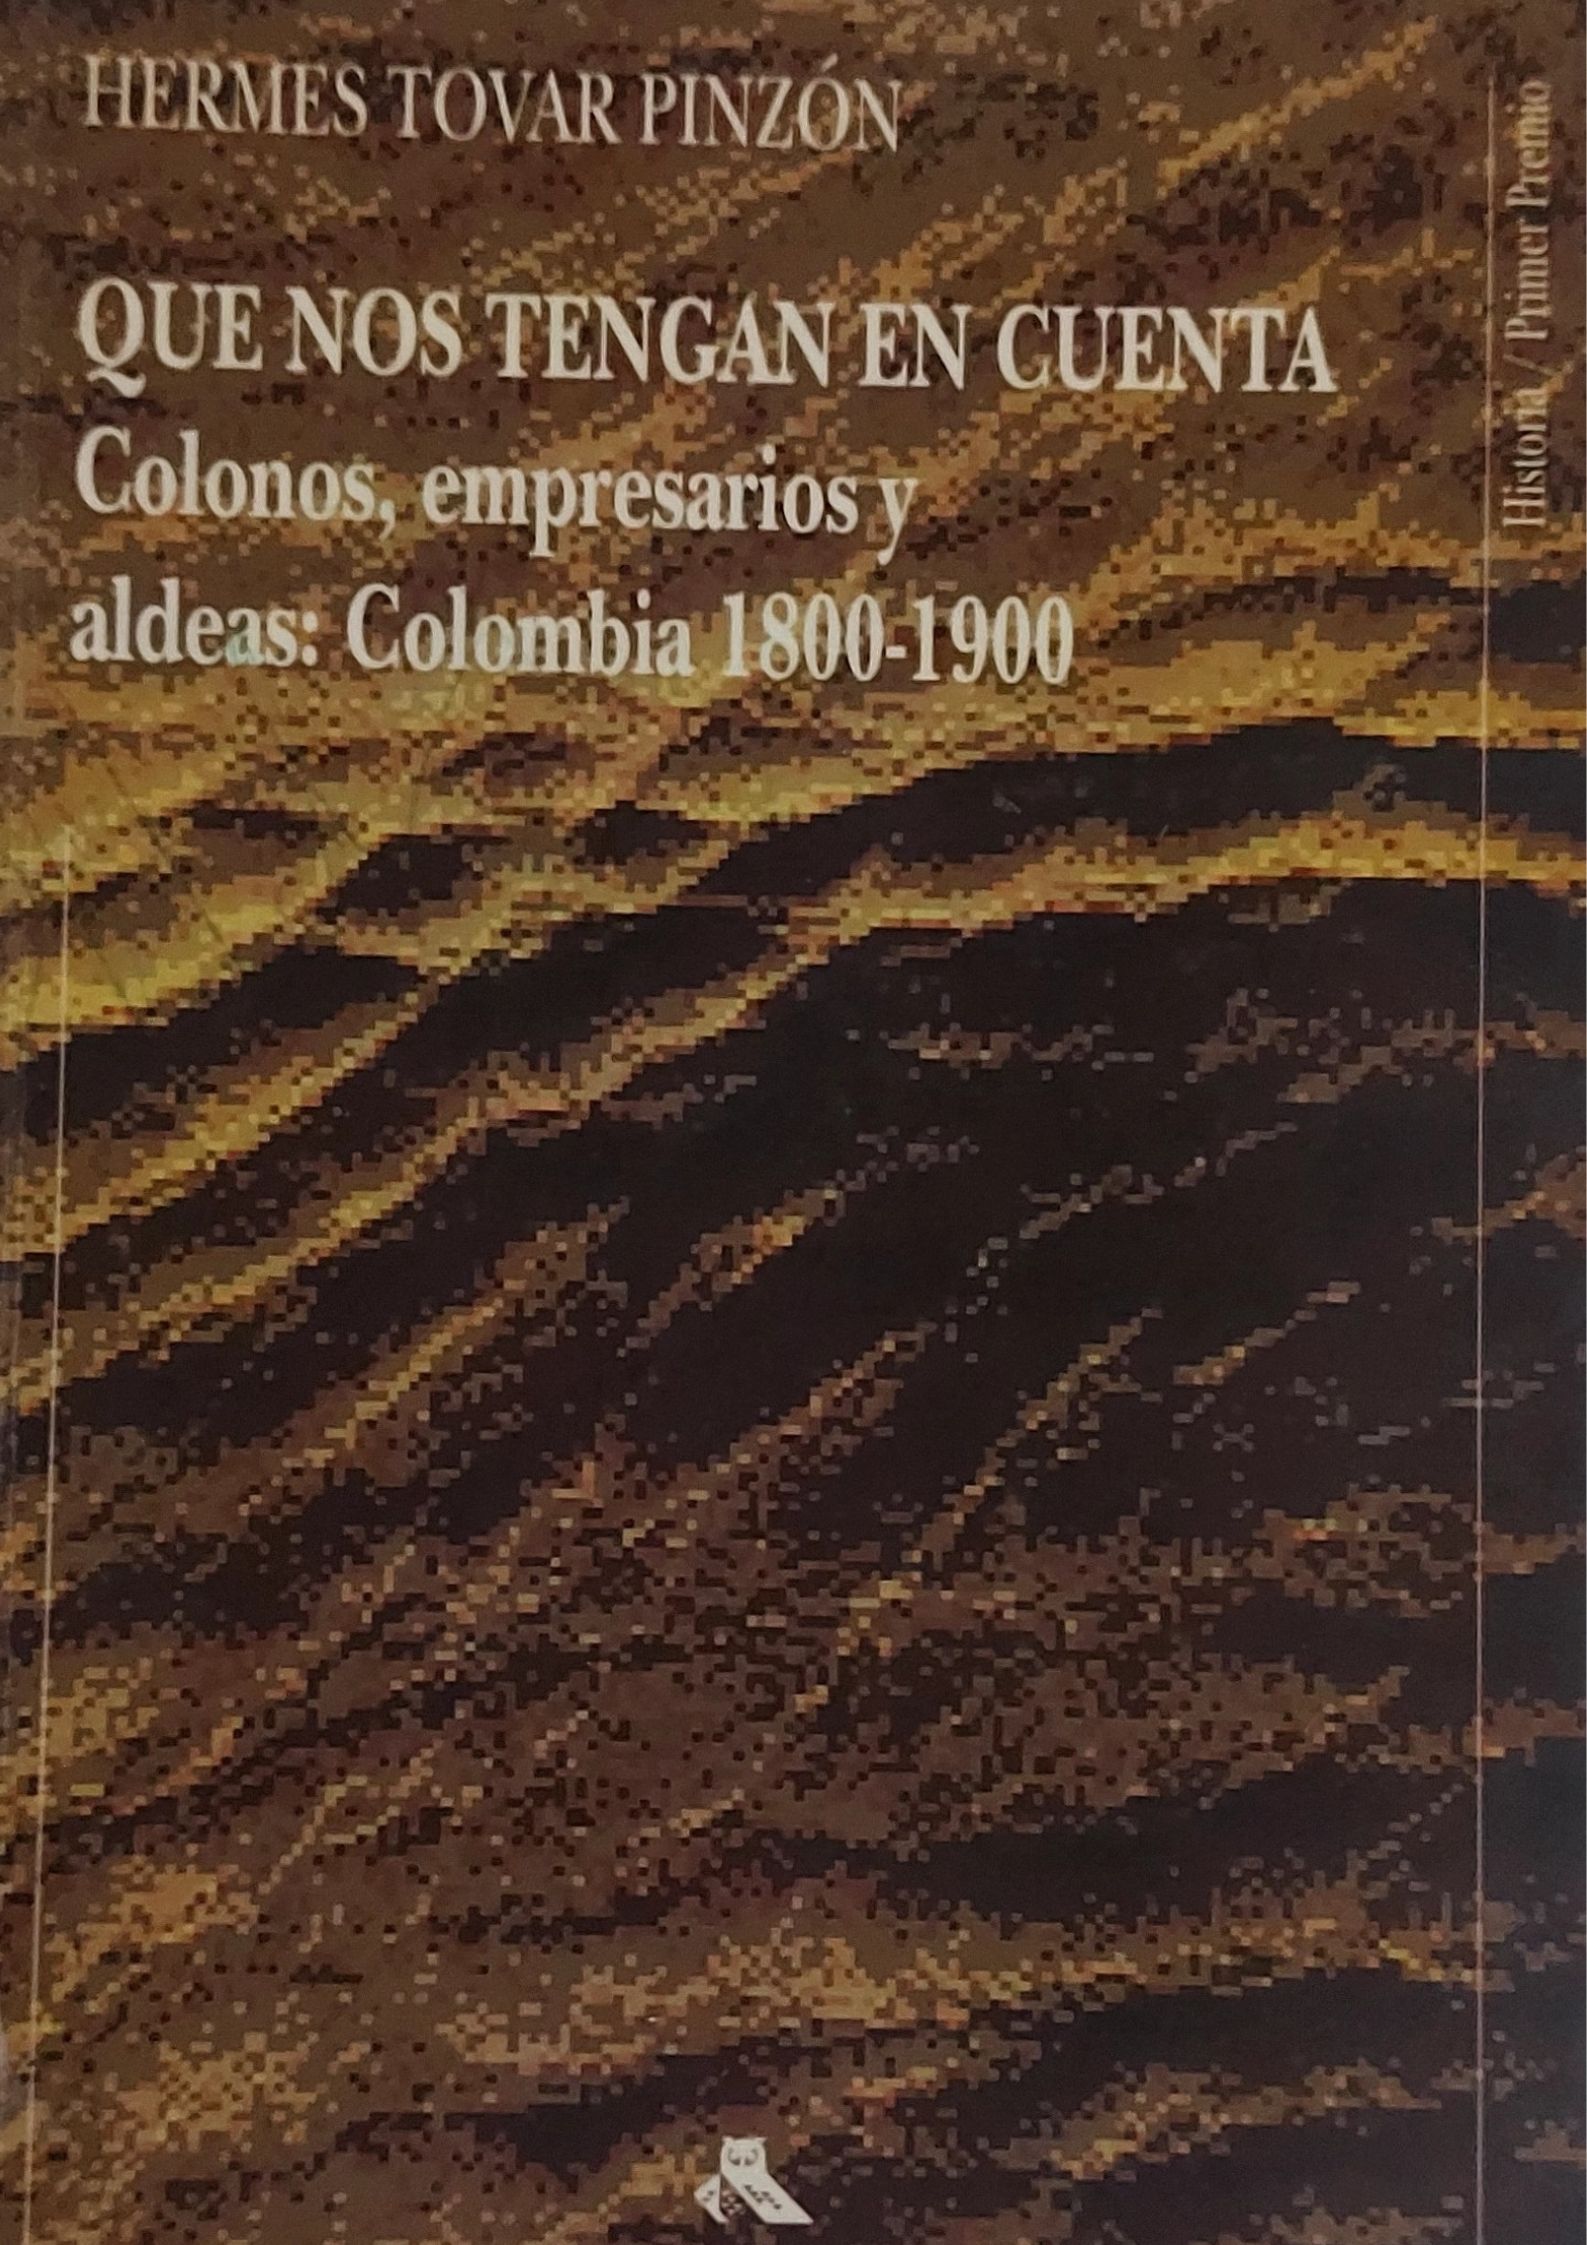 HERMES TOVAR PINZÓN
QUE NOS TENGAN EN CUENTA
Colonos, empresarios y
aldeas: Colombia 1800-1900
Historia / Primer Premio